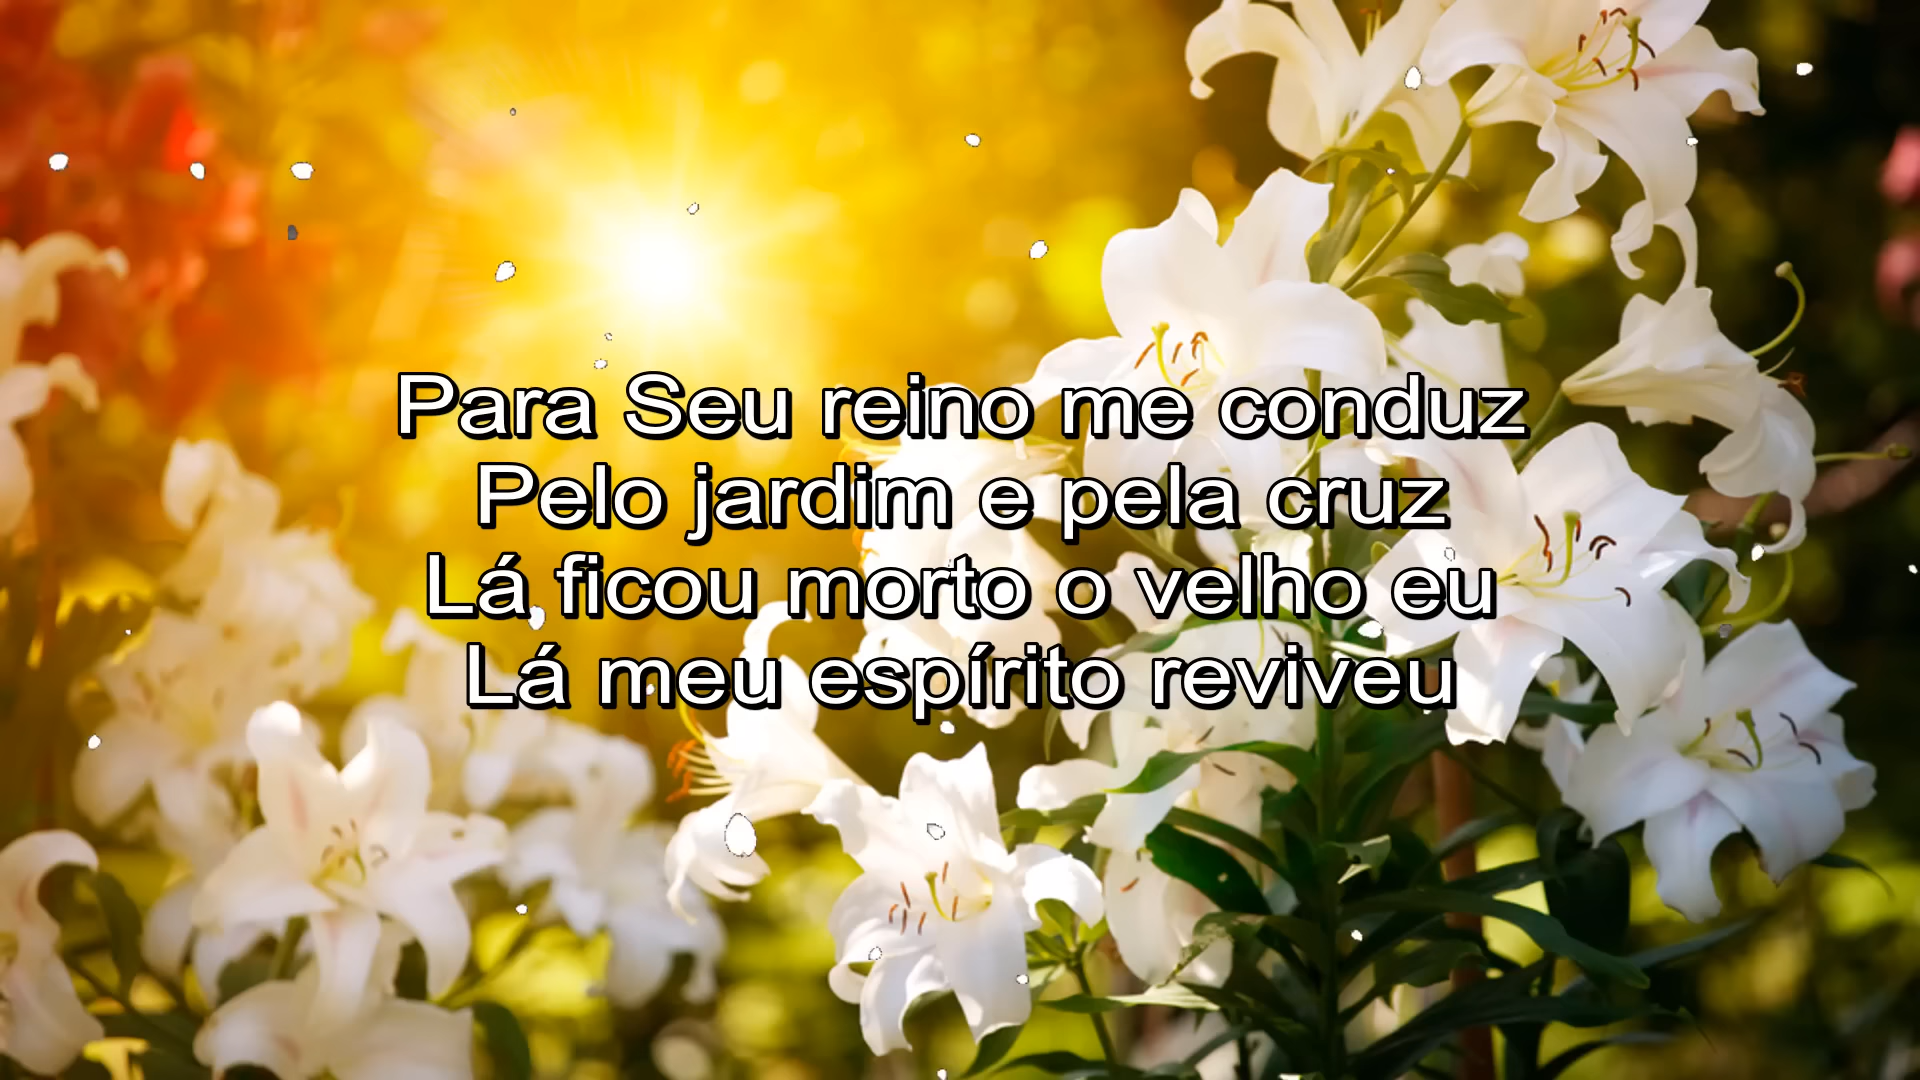 Para Seu reino me conduz
Pelo jardim e pela cruz
Lá ficou morto o velho eu
Lá meu espírito reviveu